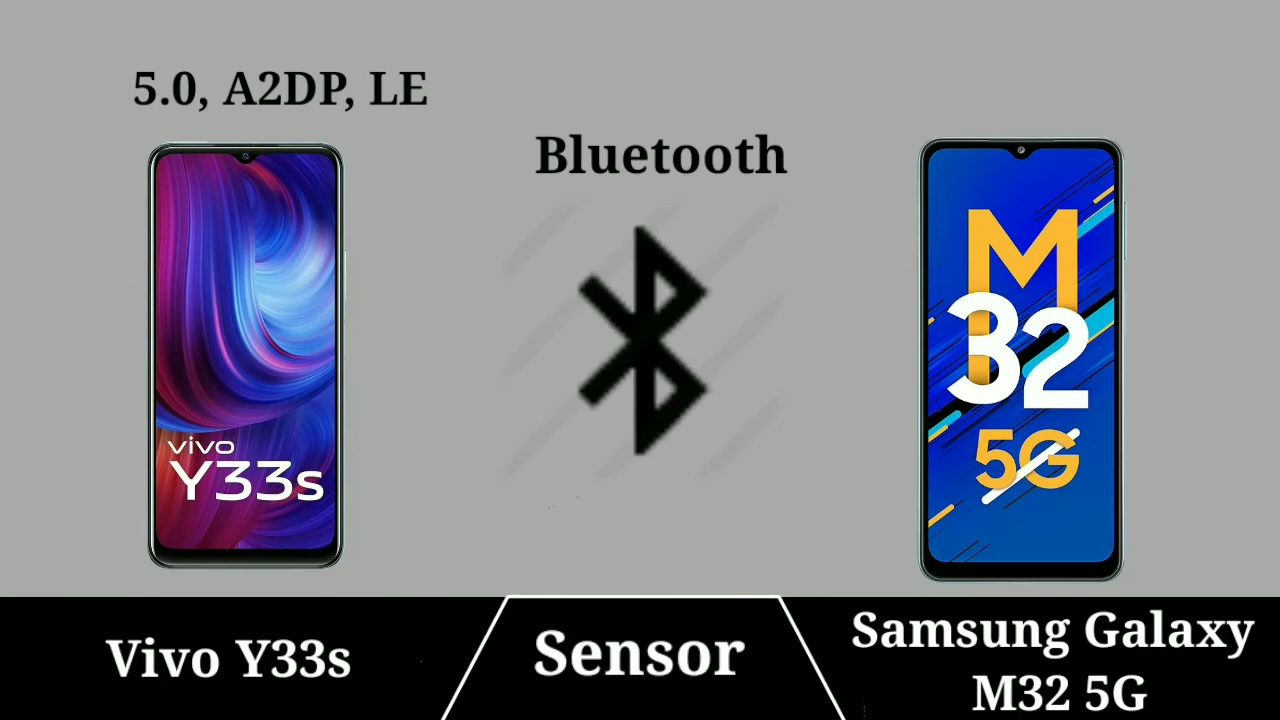 5.0, A2DP, LE
Bluetooth
vivo
Y33s
M
32
5G
Vivo Y33s
Sensor
Samsung Galaxy
M32 5G